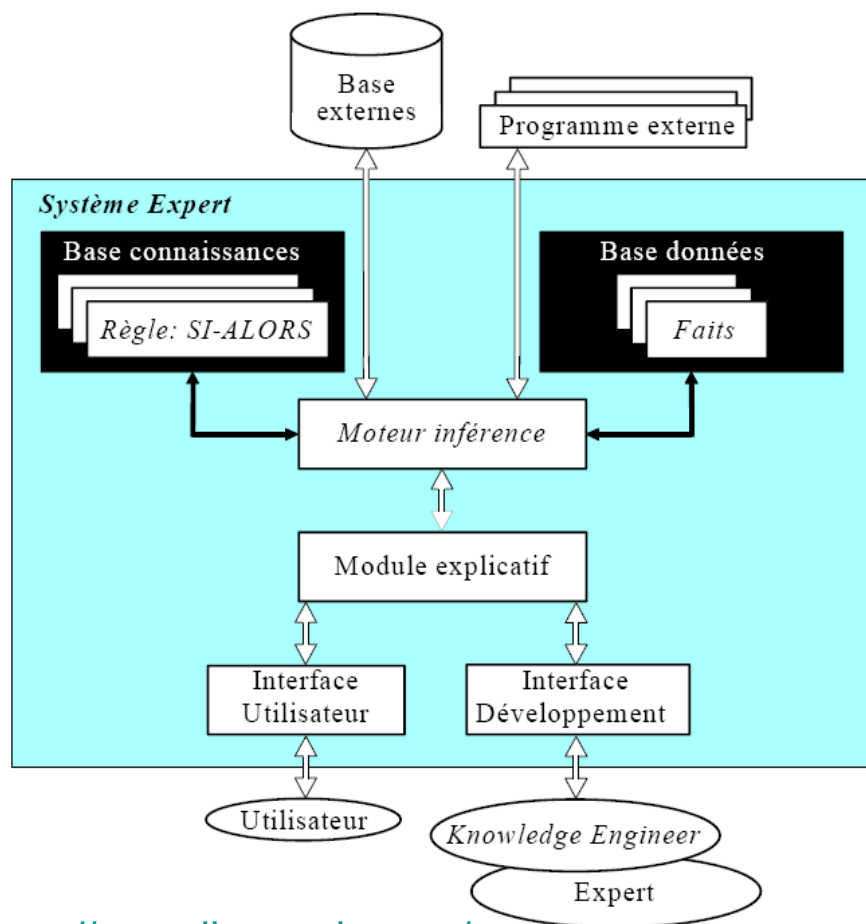 Base
externes
Programme externe
Système Expert
Base connaissances
Règle: SI-ALORS
Base données
Faits
Moteur inférence
Module explicatif
Interface
Utilisateur
Interface
Développement
Utilisateur
Knowledge Engineer
Expert